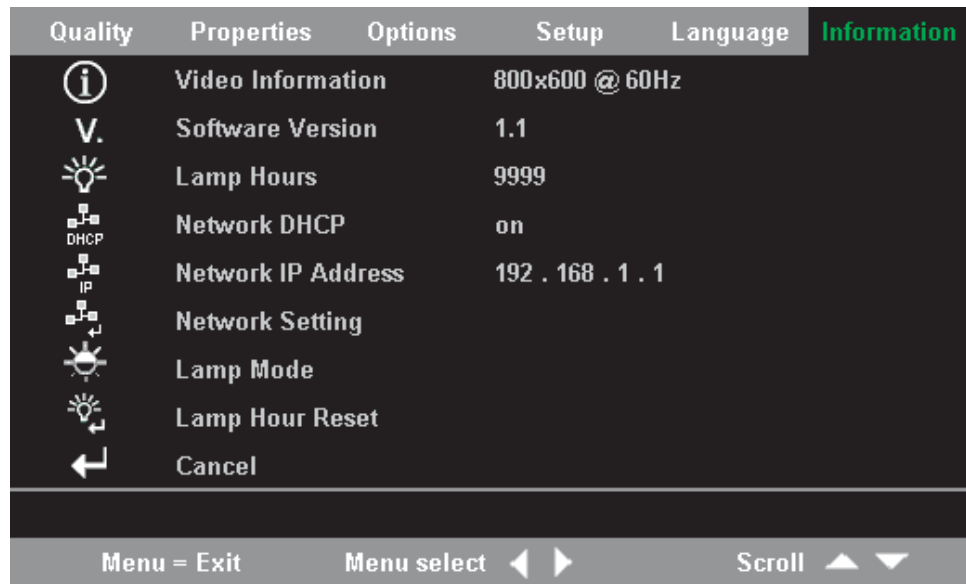 Quality Properties Options Setup Language Information
i Video Information 800x600 @ 60Hz
V. Software Version 1.1
Lamp Hours 9999
DHCP Network DHCP on
IP Network IP Address 192 . 168 . 1 . 1
Network Setting
Lamp Mode
Lamp Hour Reset
Cancel
Menu = Exit Menu select Scroll